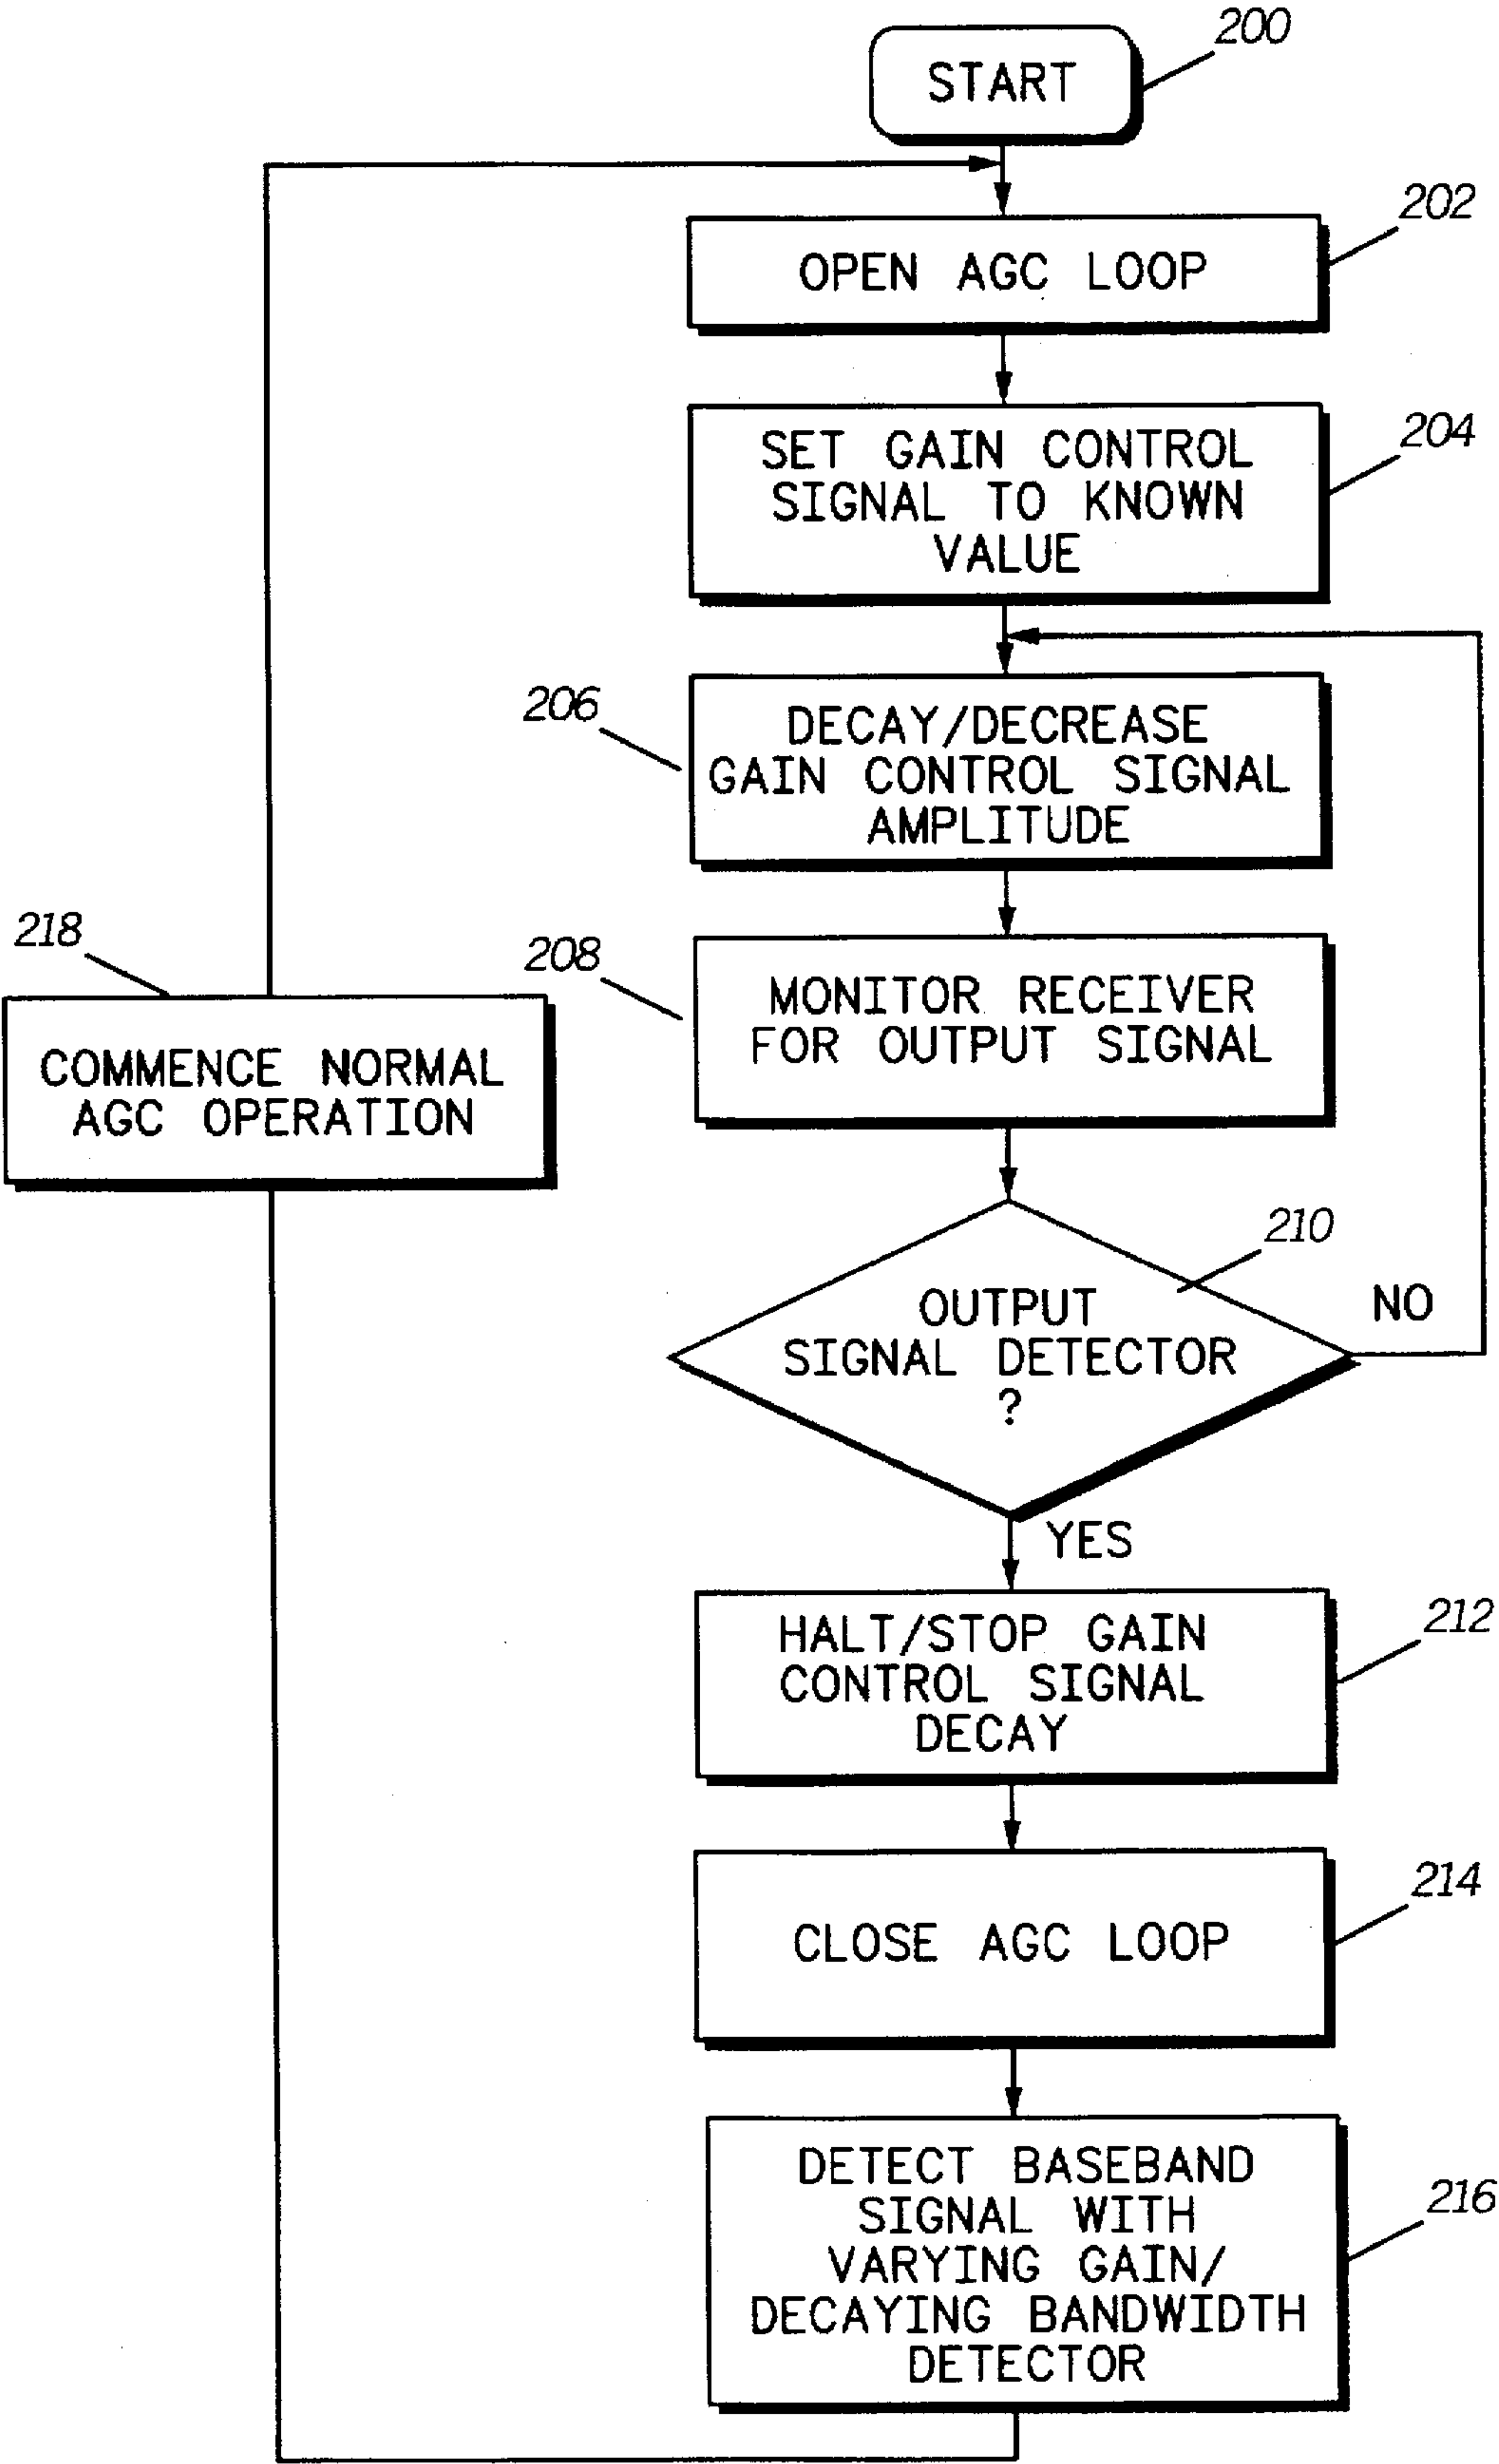 200
START
202
OPEN AGC LOOP
204
SET GAIN CONTROL
SIGNAL TO KNOWN
VALUE
206
DECAY/DECREASE
GAIN CONTROL SIGNAL
AMPLITUDE
218
208
MONITOR RECEIVER
FOR OUTPUT SIGNAL
COMMENCE NORMAL
AGC OPERATION
210
NO
OUTPUT
SIGNAL DETECTOR
?
YES
212
HALT/STOP GAIN
CONTROL SIGNAL
DECAY
214
CLOSE AGC LOOP
216
DETECT BASEBAND
SIGNAL WITH
VARYING GAIN/
DECAYING BANDWIDTH
DETECTOR